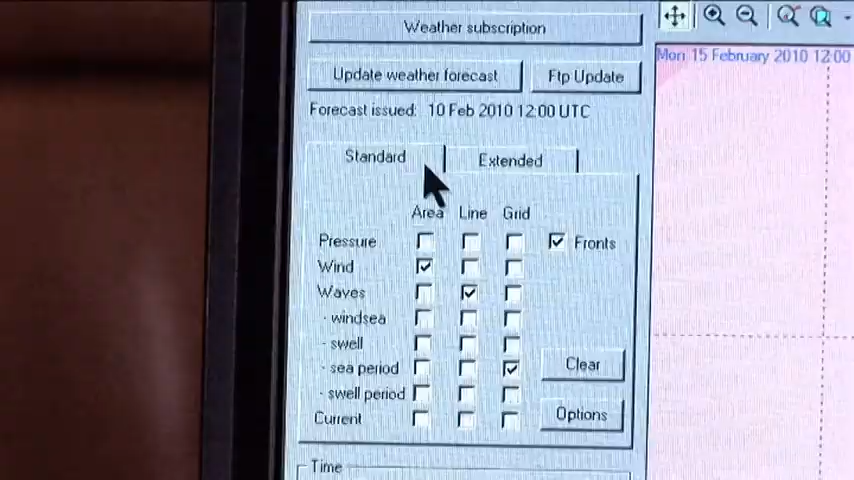 Weather subscription
Update weather forecast Ftp Update
Mon 15 February 2010 12:00
Forecast issued: 10 Feb 2010 12:00 UTC
Standard Extended
Area Line Grid
Pressure Fronts
Wind
Waves
- windsea
- swell
- sea period Clear
- swell period
Current Options
Time